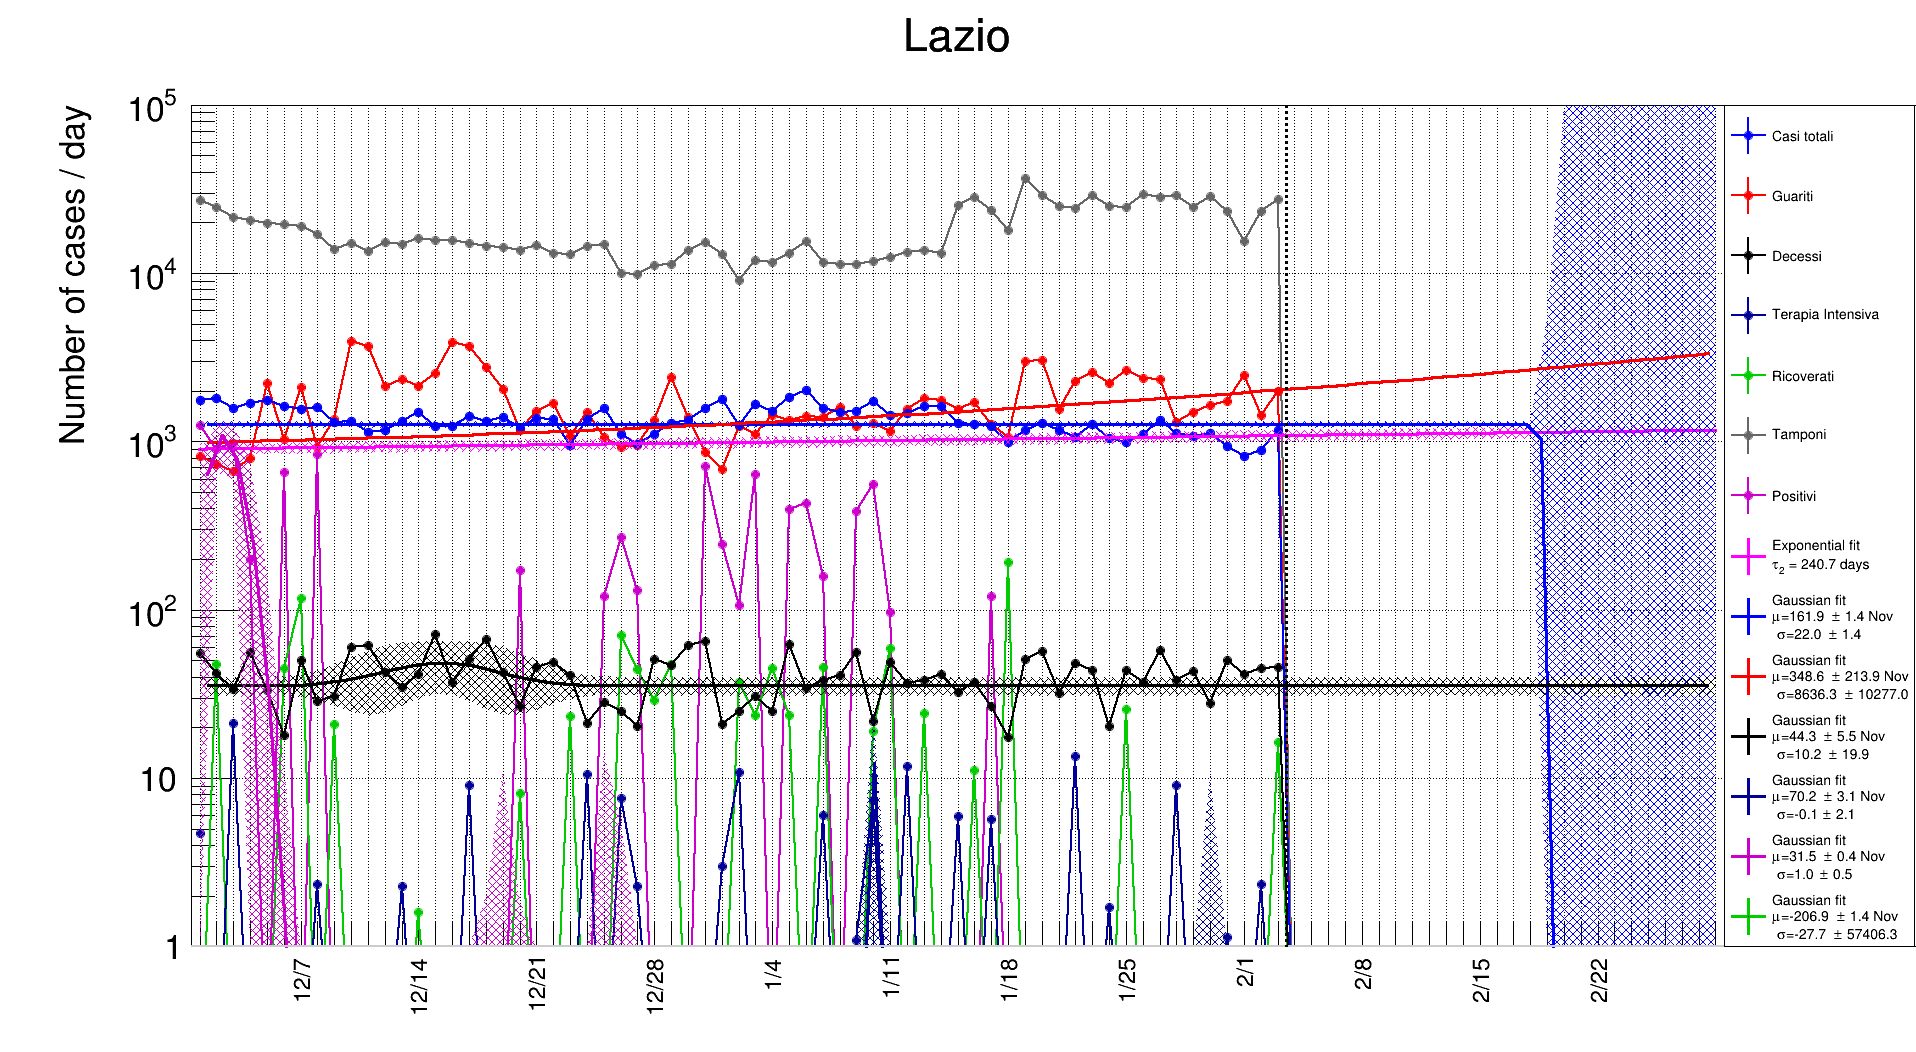 Lazio
Number of cases / day
10^5
10^4
10^3
10^2
10
1
12/7
12/14
12/21
12/28
1/4
1/11
1/18
1/25
2/1
2/8
2/15
2/22
Casi totali
Guariti
Decessi
Terapia Intensiva
Ricoverati
Tamponi
Positivi
Exponential fit
τ_2 = 240.7 days
Gaussian fit
μ=161.9 ± 1.4 Nov
σ=22.0 ± 1.4
Gaussian fit
μ=348.6 ± 213.9 Nov
σ=8636.3 ± 10277.0
Gaussian fit
μ=44.3 ± 5.5 Nov
σ=10.2 ± 19.9
Gaussian fit
μ=70.2 ± 3.1 Nov
σ=-0.1 ± 2.1
Gaussian fit
μ=31.5 ± 0.4 Nov
σ=1.0 ± 0.5
Gaussian fit
μ=-206.9 ± 1.4 Nov
σ=-27.7 ± 57406.3